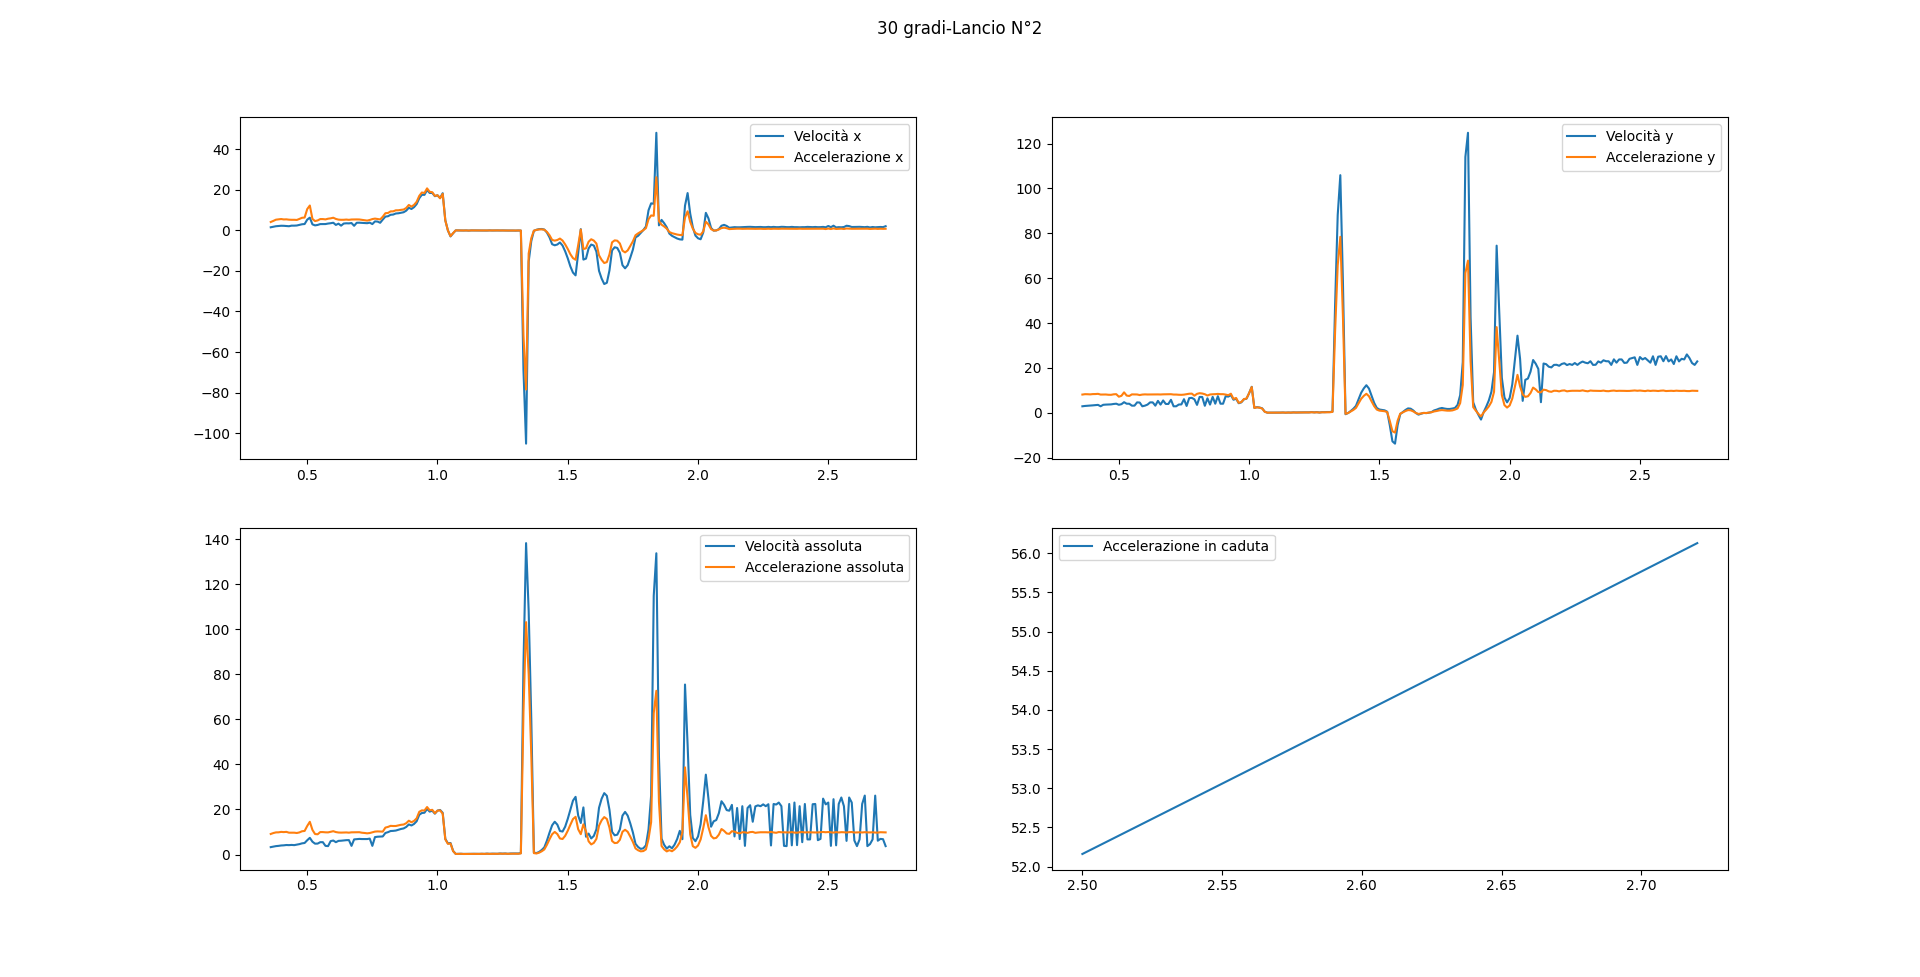 30 gradi-Lancio N°2
Velocità x
Accelerazione x
40
20
0
−20
−40
−60
−80
−100
0.5 1.0 1.5 2.0 2.5
Velocità y
Accelerazione y
120
100
80
60
40
20
0
−20
0.5 1.0 1.5 2.0 2.5
Velocità assoluta
Accelerazione assoluta
140
120
100
80
60
40
20
0
0.5 1.0 1.5 2.0 2.5
Accelerazione in caduta
56.0
55.5
55.0
54.5
54.0
53.5
53.0
52.5
52.0
2.50 2.55 2.60 2.65 2.70